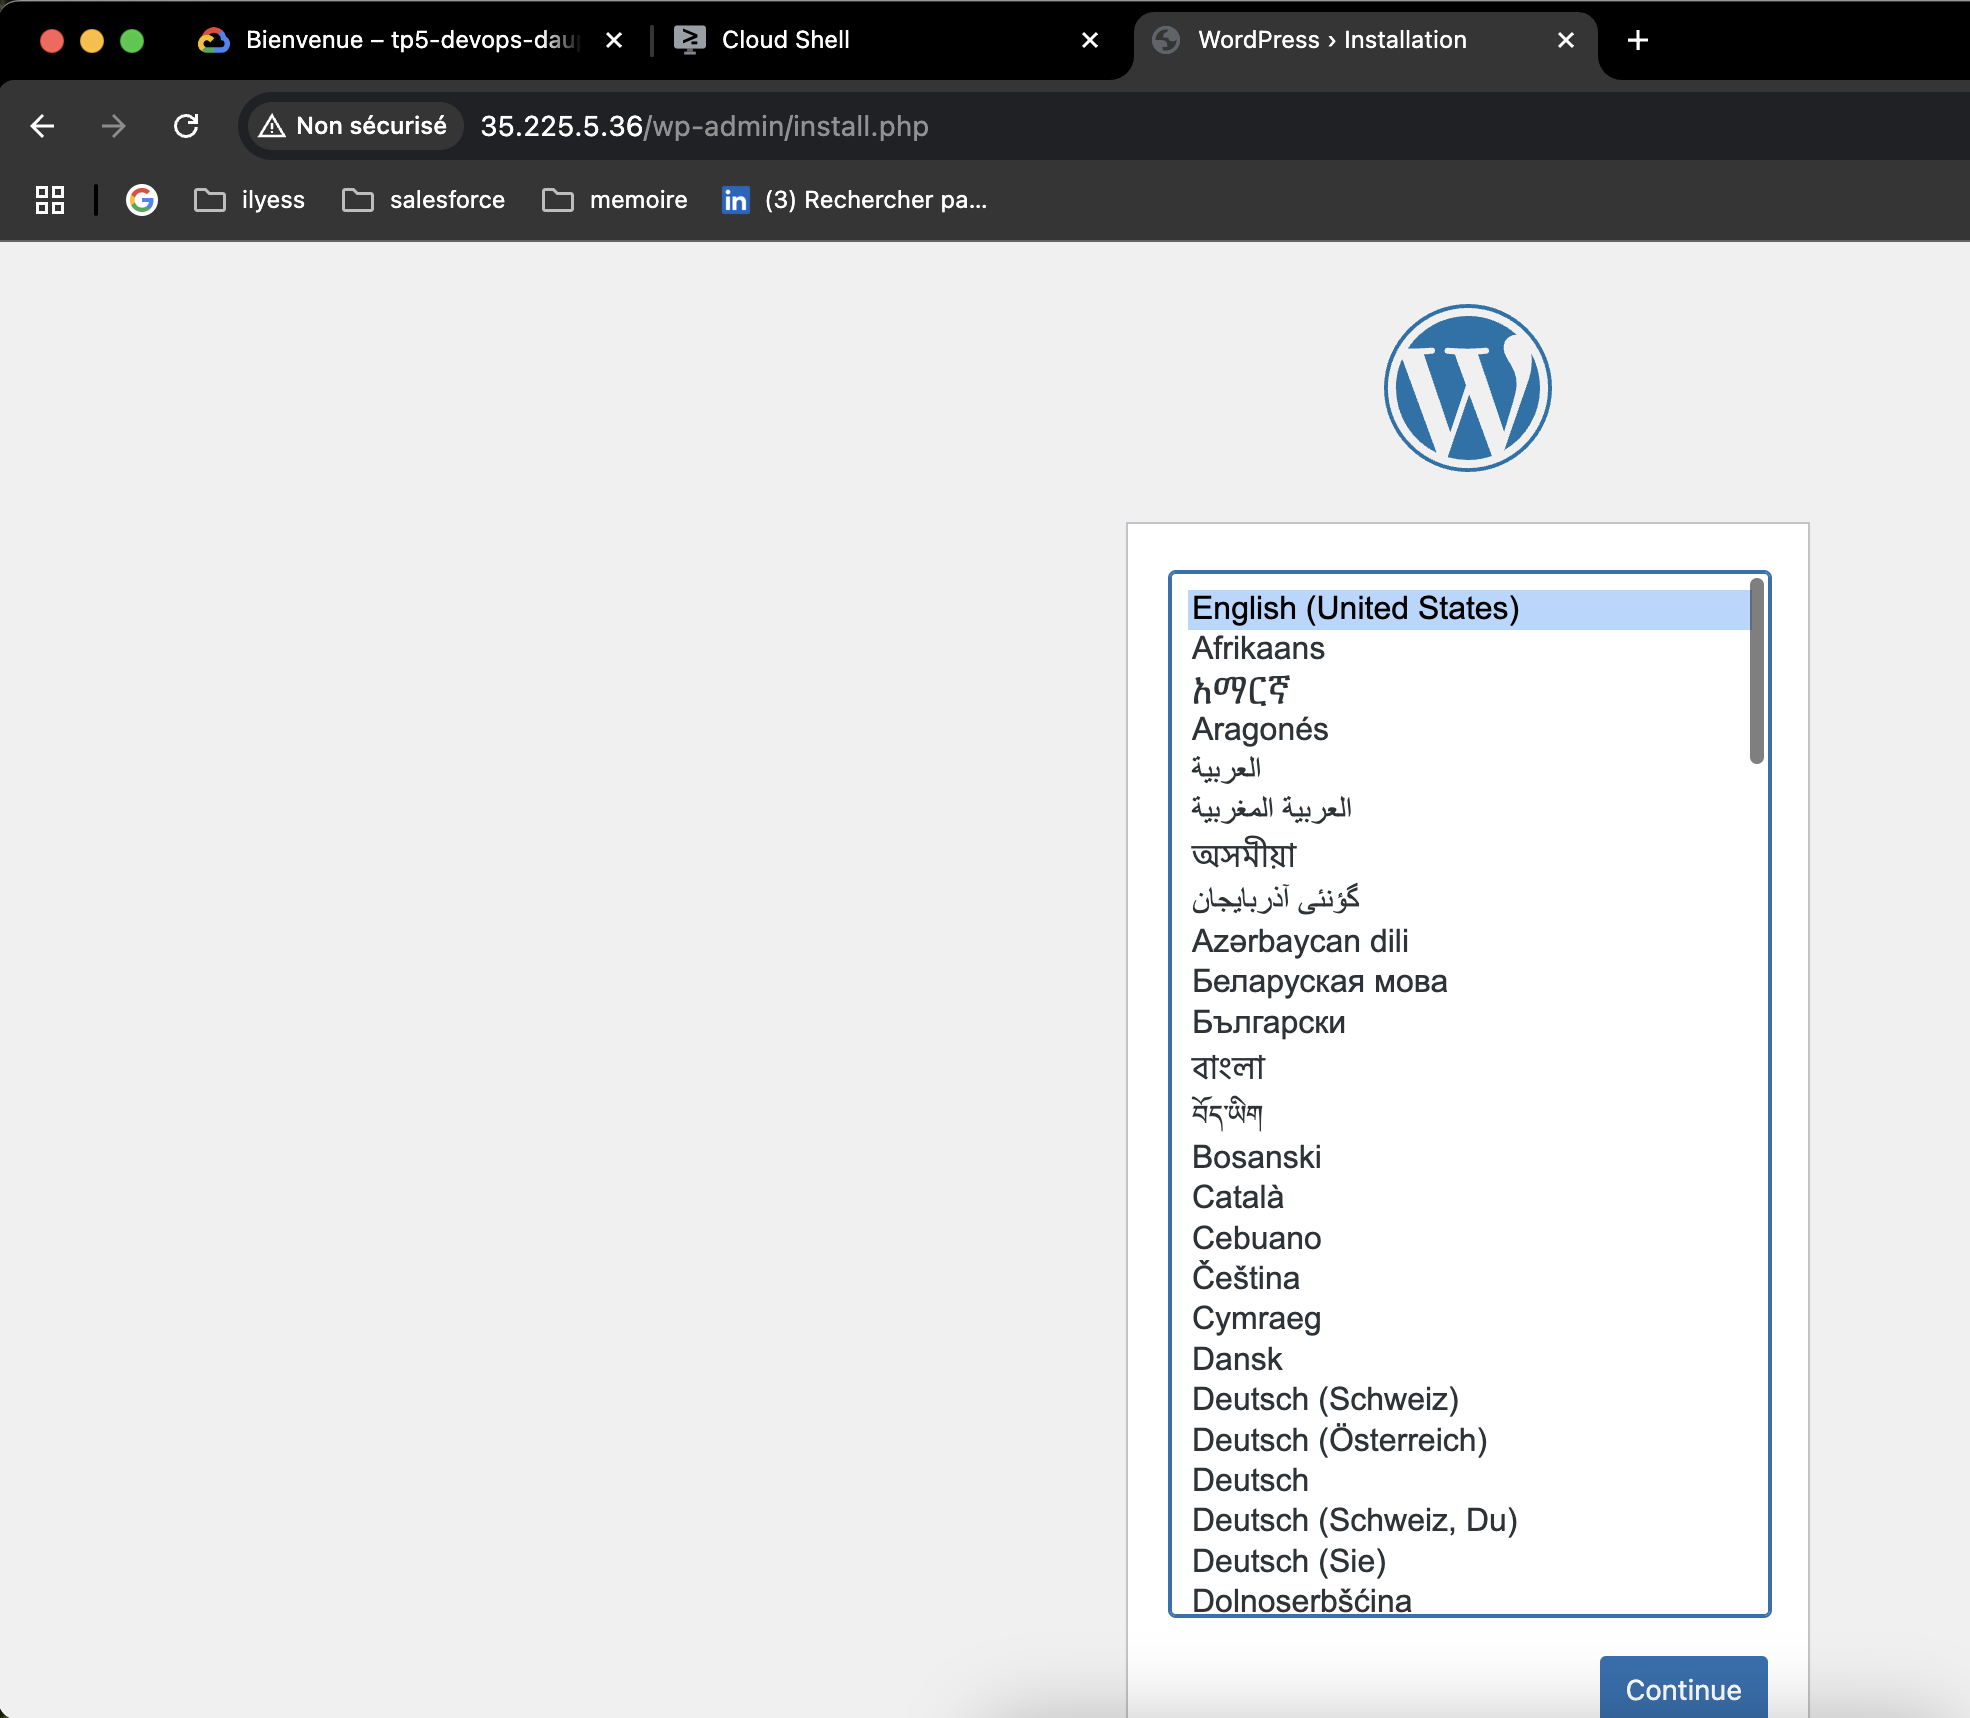 Bienvenue – tp5-devops-dau
Cloud Shell
WordPress › Installation
Non sécurisé
35.225.5.36/wp-admin/install.php
ilyess
salesforce
memoire
(3) Rechercher pa...
English (United States)
Afrikaans
አማርኛ
Aragonés
العربية
العربية المغربية
অসমীয়া
گؤنئی آذربایجان
Azərbaycan dili
Беларуская мова
Български
বাংলা
བོད་ཡིག
Bosanski
Català
Cebuano
Čeština
Cymraeg
Dansk
Deutsch (Schweiz)
Deutsch (Österreich)
Deutsch
Deutsch (Schweiz, Du)
Deutsch (Sie)
Dolnoserbšćina
Continue